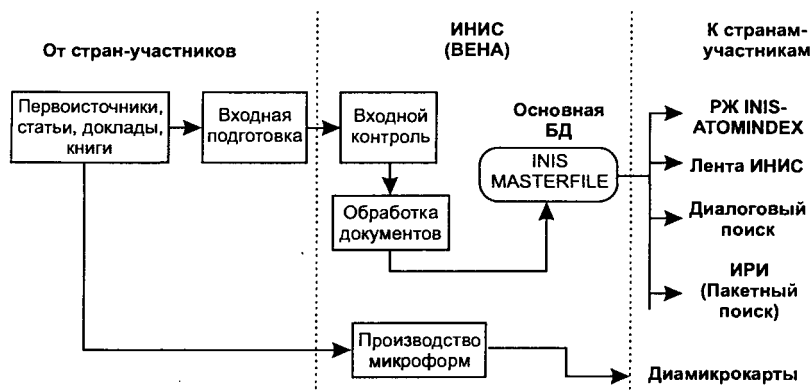 От стран-участников
ИНИС
(ВЕНА)
К странам-
участникам
Первоисточники,
статьи, доклады,
книги
Входная
подготовка
Входной
контроль
Обработка
документов
Основная
БД
INIS
MASTERFILE
РЖ INIS-
ATOMINDEX
Лента ИНИС
Диалоговый
поиск
ИРИ
(Пакетный
поиск)
Производство
микроформ
Диамикрокарты